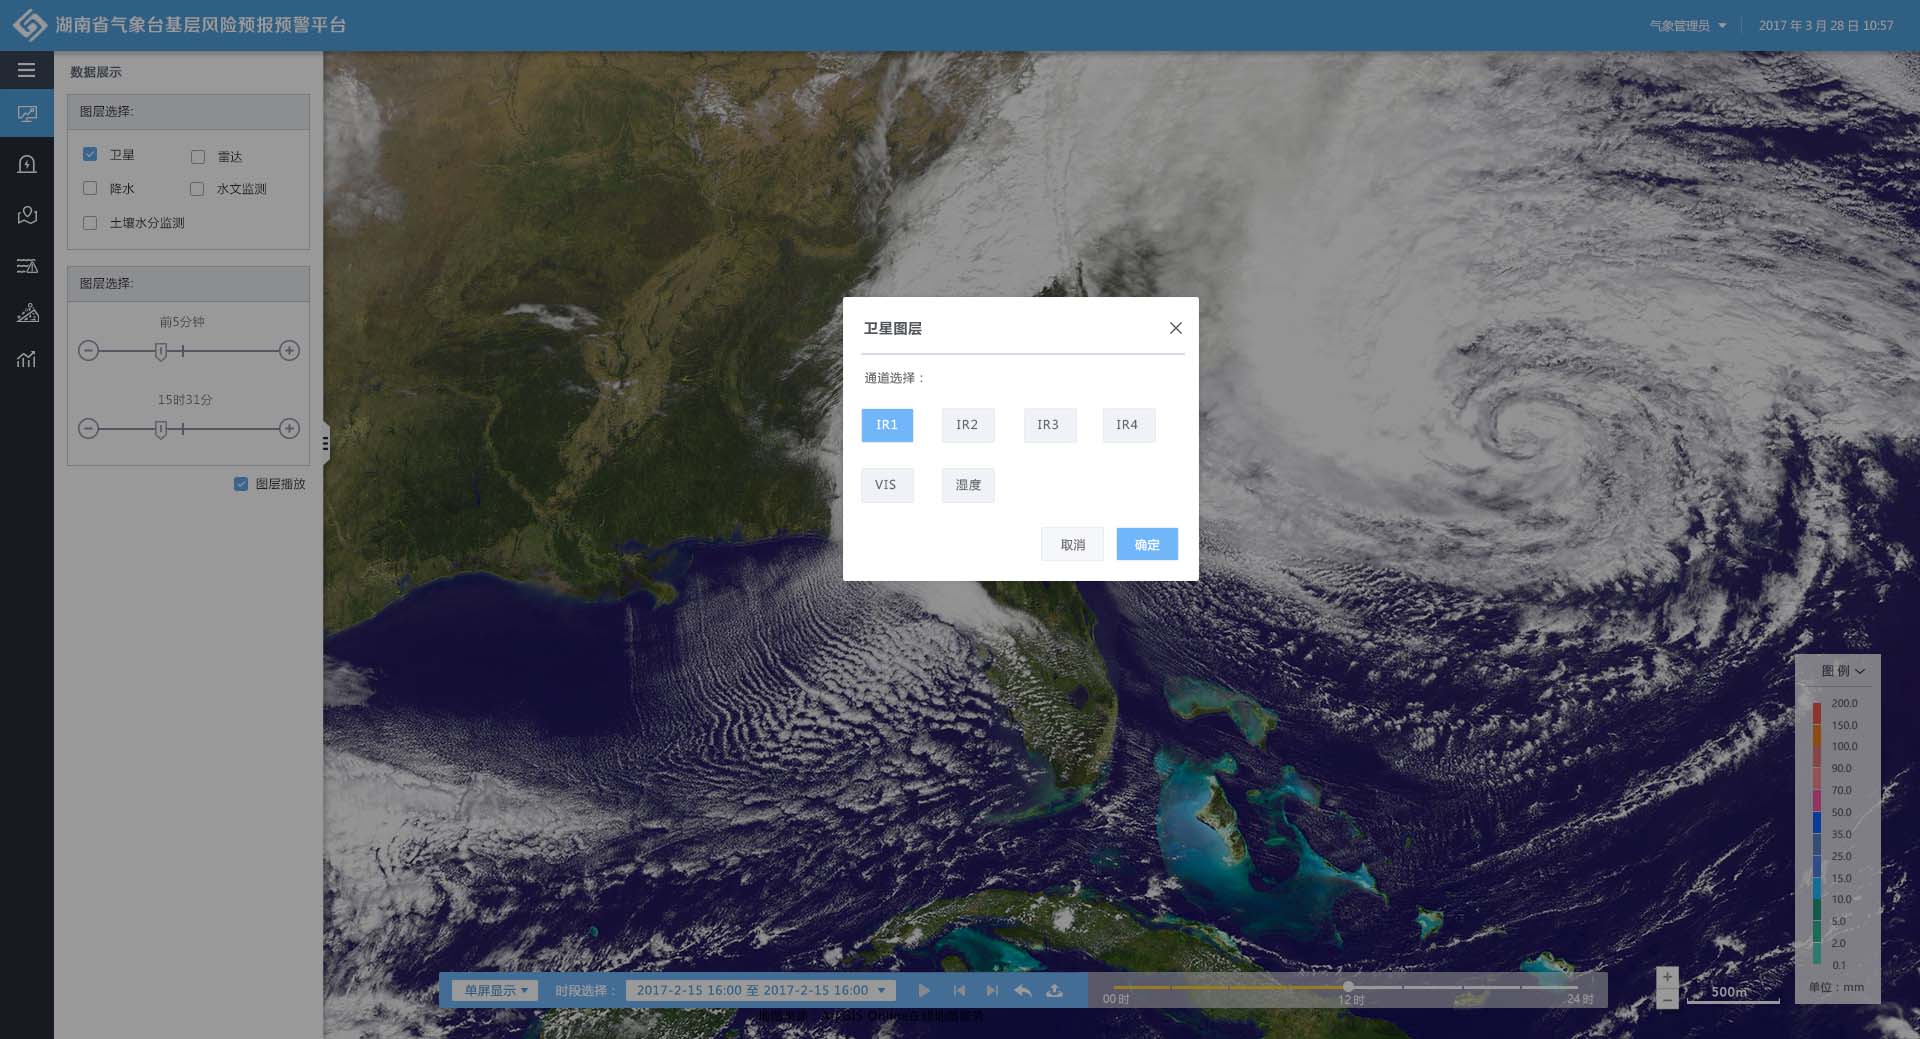 湖南省气象台基层风险预报预警平台
气象管理员
2017 年 3 月 28 日 10:57
数据展示
图层选择:
卫星
雷达
降水
水文监测
土壤水分监测
图层选择:
前5分钟
15时31分
图层播放
卫星图层
通道选择：
IR1
IR2
IR3
IR4
VIS
湿度
取消
确定
图 例
200.0
150.0
100.0
90.0
70.0
50.0
35.0
25.0
15.0
10.0
5.0
2.0
0.1
单位：mm
单屏显示
时段选择：
2017-2-15 16:00 至 2017-2-15 16:00
00 时
12 时
24 时
500m
GIS Online在线地图服务